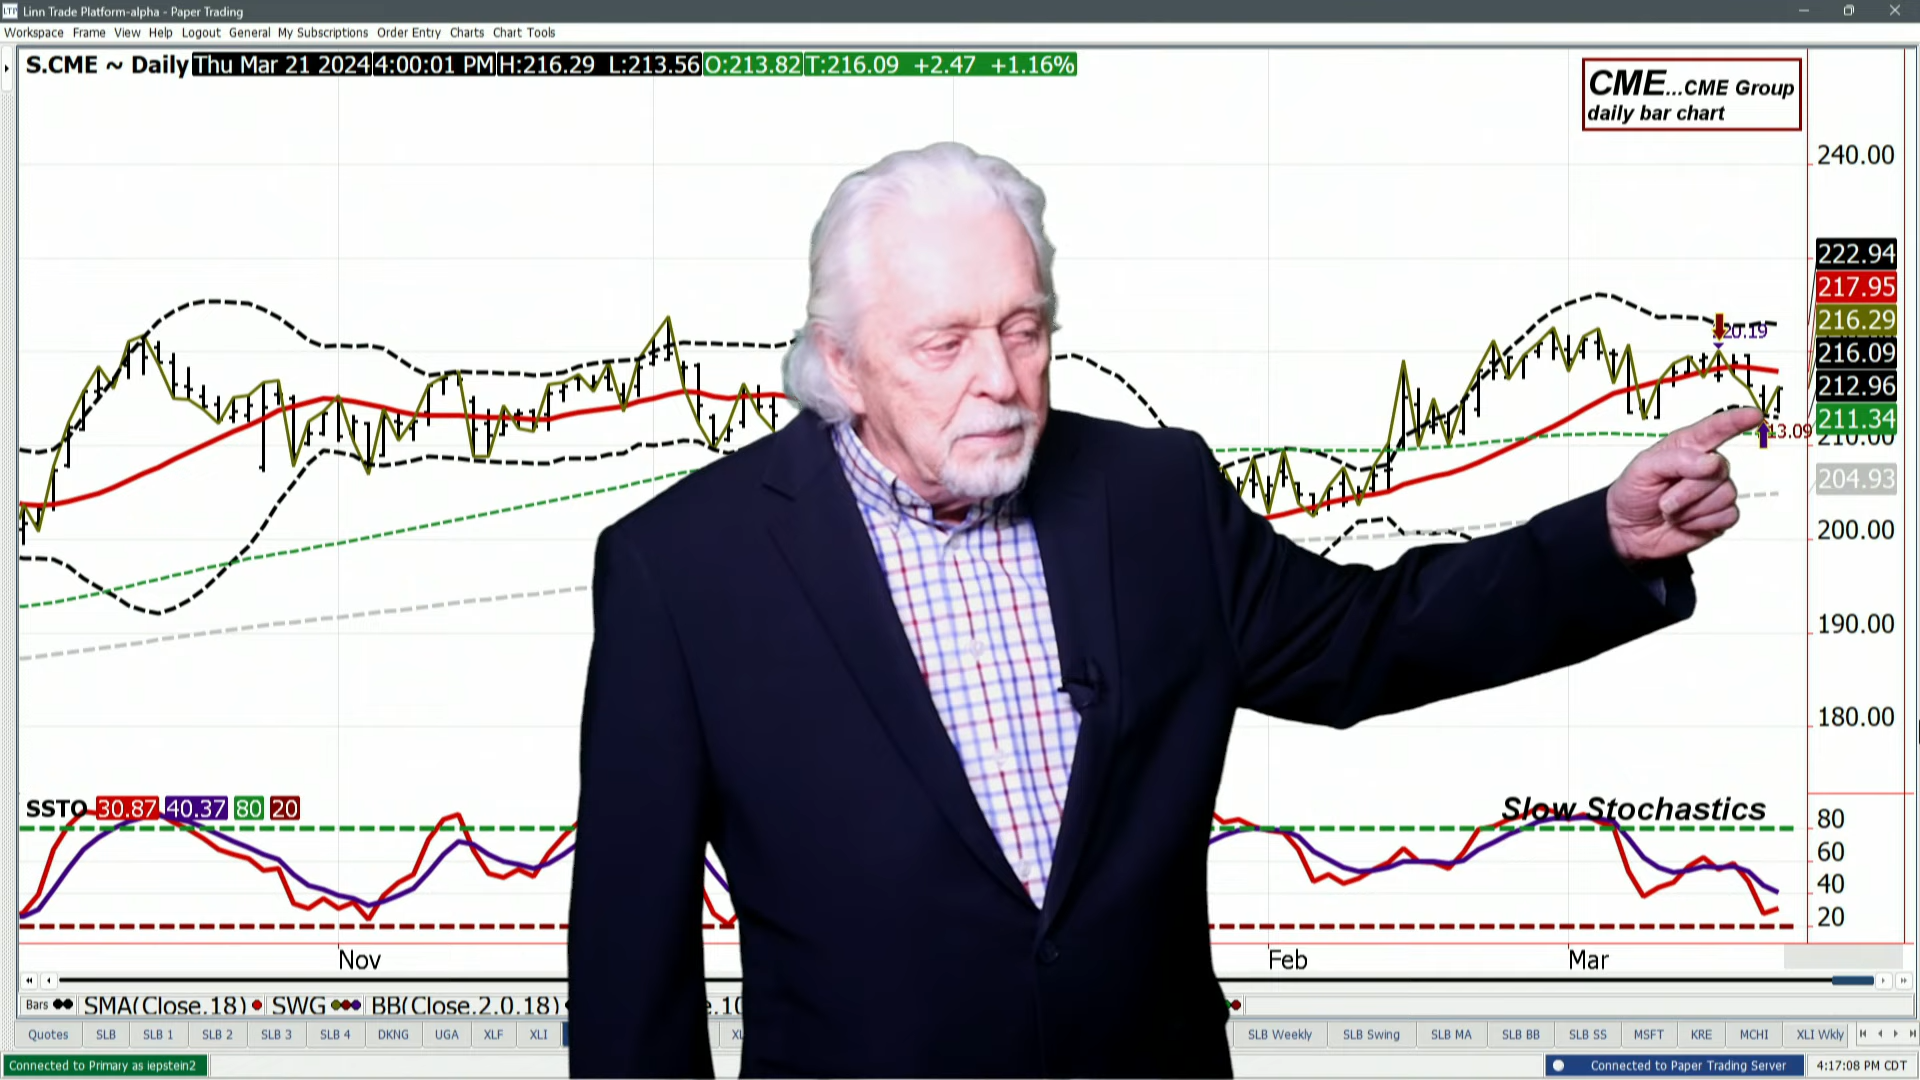 Linn Trade Platform-alpha - Paper Trading
Workspace Frame View Help Logout General My Subscriptions Order Entry Charts Chart Tools
S.CME ~ Daily Thu Mar 21 2024 4:00:01 PM H:216.29 L:213.56 O:213.82 T:216.09 +2.47 +1.16%
CME...CME Group
daily bar chart
240.00
222.94
217.95
216.29
20.19
216.09
212.96
211.34
13.09
210.00
204.93
200.00
190.00
180.00
SSTO 30.87 40.37 80 20
Slow Stochastics
80
60
40
20
Nov Feb Mar
Bars SMA(Close,18) SWG BB(Close,2.0,18)
Quotes SLB SLB 1 SLB 2 SLB 3 SLB 4 DKNG UGA XLF XLI SLB Weekly SLB Swing SLB MA SLB BB SLB SS MSFT KRE MCHI XLI Wkly
Connected to Primary as iepstein2 Connected to Paper Trading Server 4:17:08 PM CDT